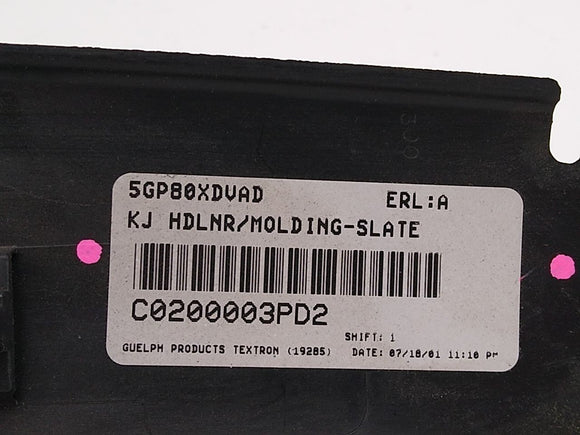 5GP80XDVAD ERL:A
KJ HDLNR/MOLDING-SLATE
C0200003PD2
SHIFT: 1
GUELPH PRODUCTS TEXTRON (19285) DATE: 07/18/01 11:10 PM